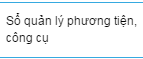 Sổ quản lý phương tiện,
công cụ